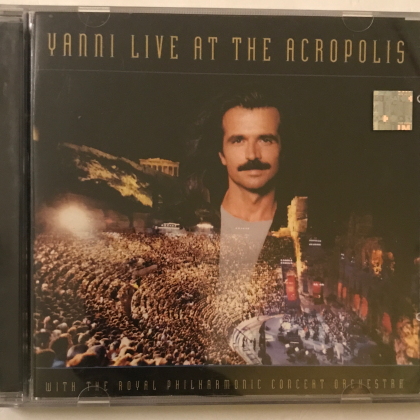 YANNI LIVE AT THE ACROPOLIS
WITH THE ROYAL PHILHARMONIC CONCERT ORCHESTRA